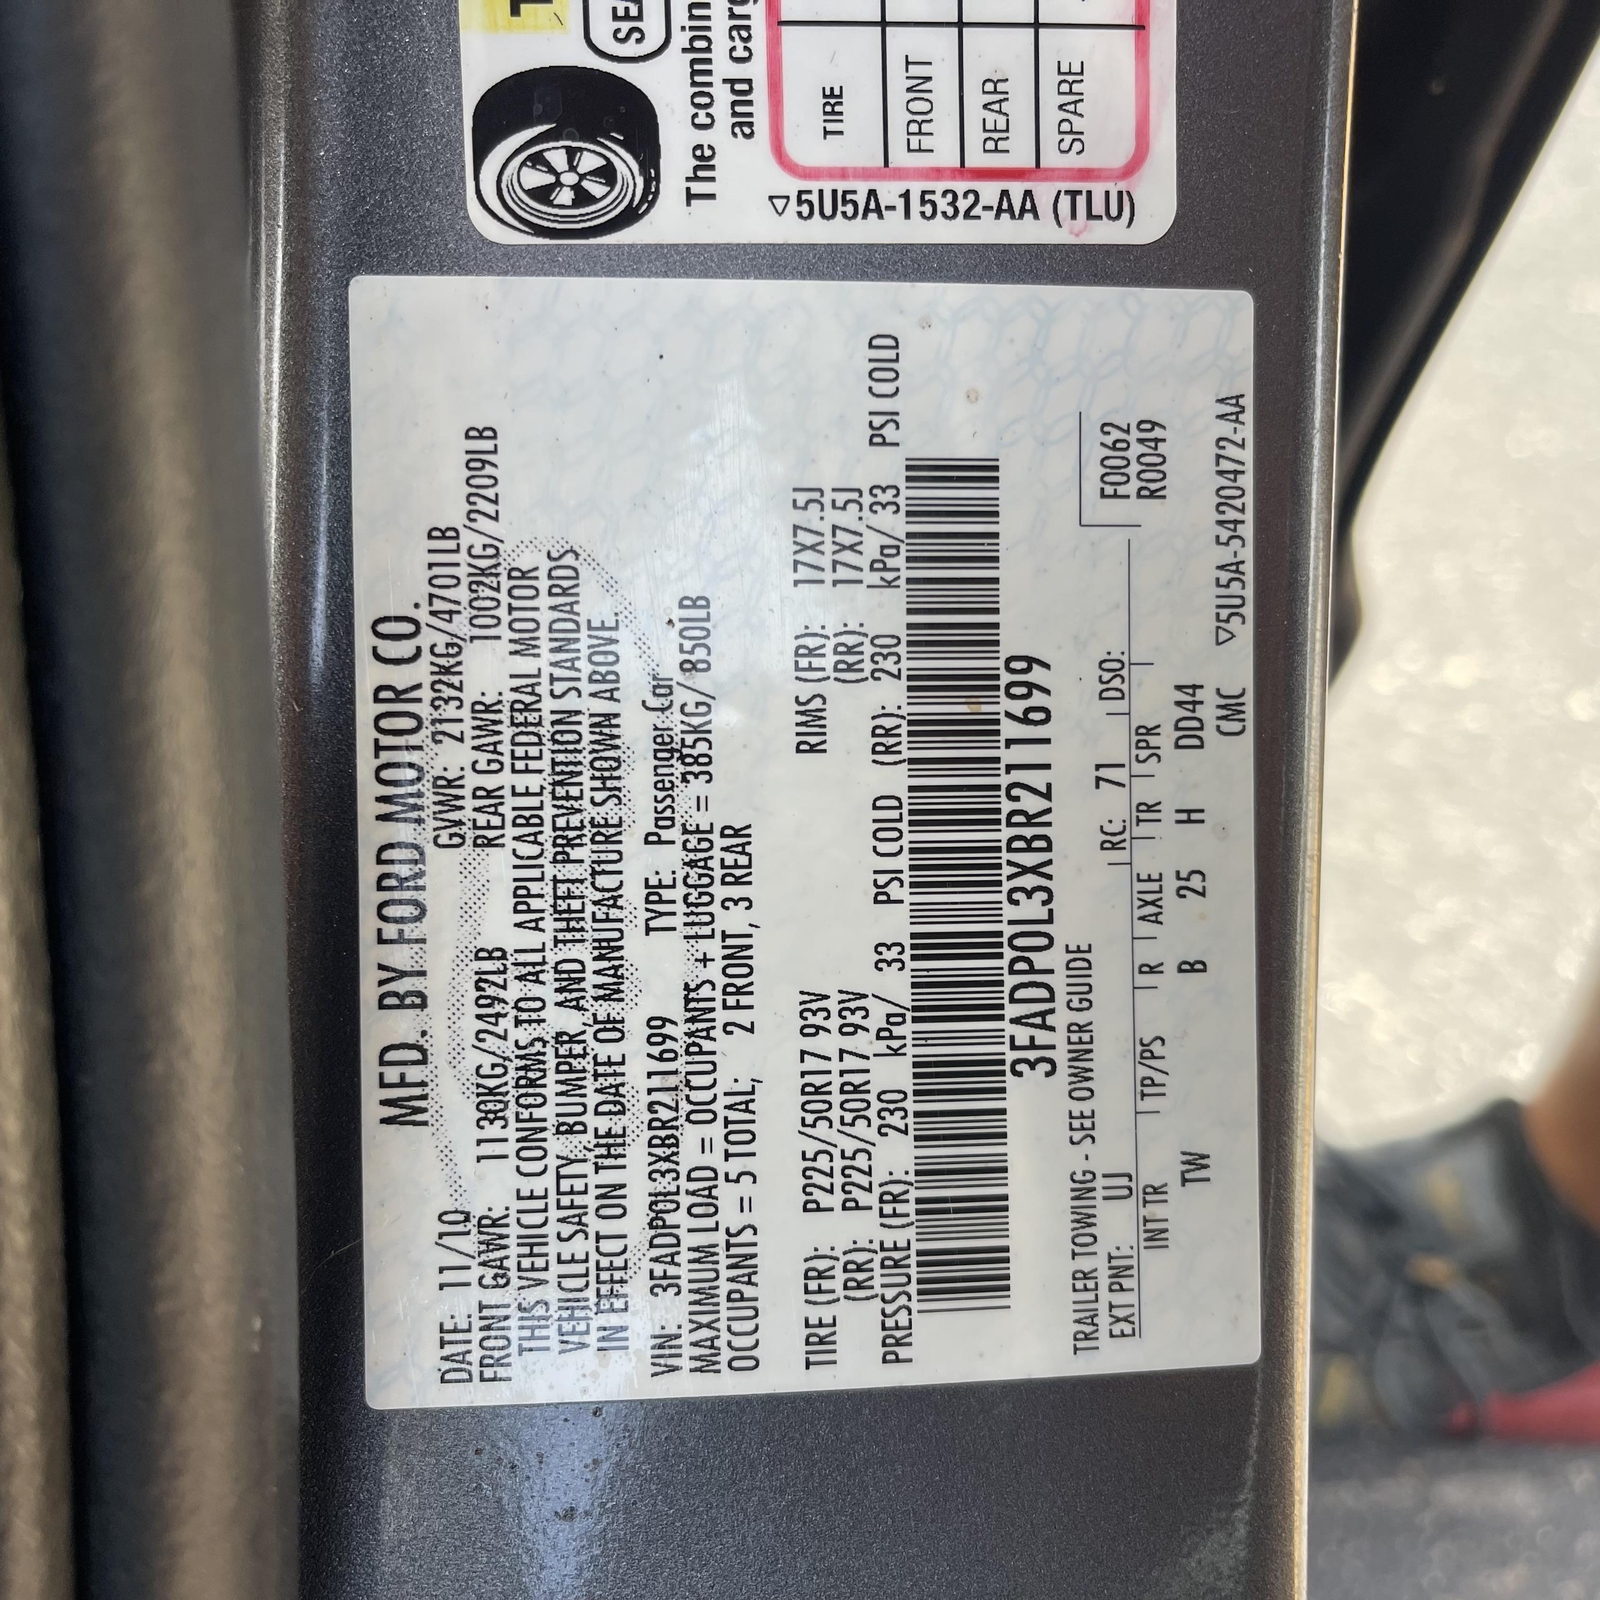 MFD. BY FORD MOTOR CO.
DATE: 11/10 GVWR: 2132KG/4701LB
FRONT GAWR: 1130KG/2492LB REAR GAWR: 1002KG/2209LB
THIS VEHICLE CONFORMS TO ALL APPLICABLE FEDERAL MOTOR
VEHICLE SAFETY, BUMPER, AND THEFT PREVENTION STANDARDS
IN EFFECT ON THE DATE OF MANUFACTURE SHOWN ABOVE.
VIN: 3FADP0L3XBR211699 TYPE: Passenger Car
MAXIMUM LOAD = OCCUPANTS + LUGGAGE = 385KG/850LB
OCCUPANTS = 5 TOTAL; 2 FRONT, 3 REAR
TIRE (FR): P225/50R17 93V RIMS (FR): 17X7.5J
(RR): P225/50R17 93V (RR): 17X7.5J
PRESSURE (FR): 230 kPa/ 33 PSI COLD (RR): 230 kPa/ 33 PSI COLD
3FADP0L3XBR211699
TRAILER TOWING - SEE OWNER GUIDE
EXT PNT: UJ RC: 71 DSO: F0062
R0049
INT TR TP/PS R AXLE TR SPR
TW B 25 H DD44
CMC ▽5U5A-5420472-AA
SEA
The combin
and carg
TIRE
FRONT
REAR
SPARE
▽5U5A-1532-AA (TLU)